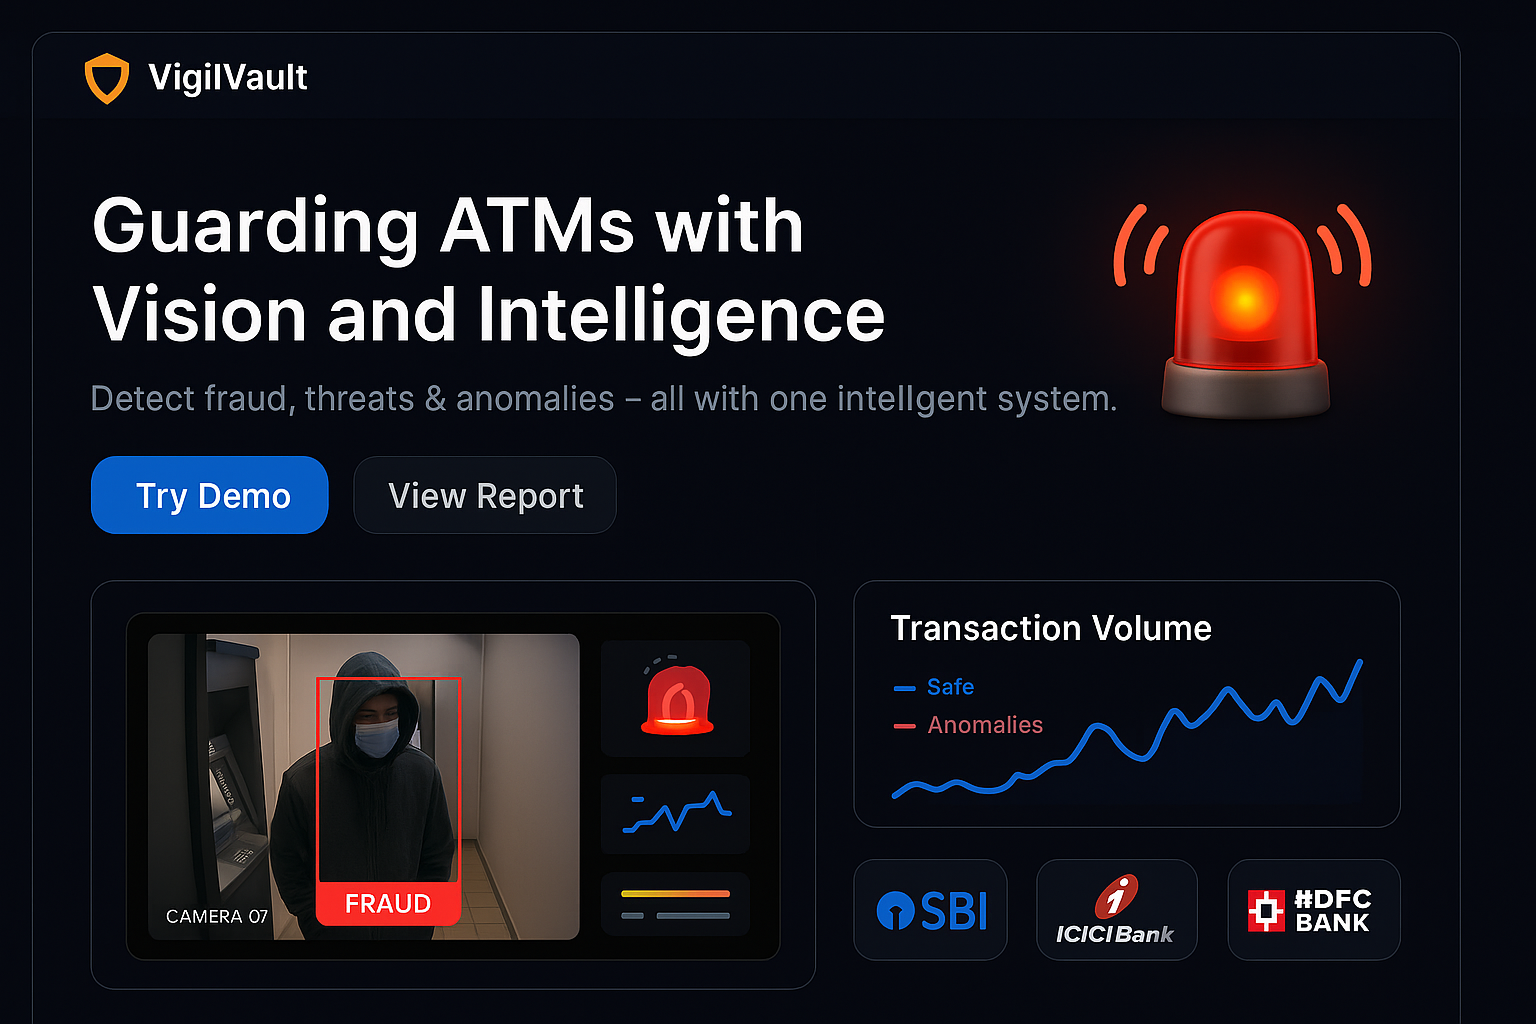 VigilVault
Guarding ATMs with
Vision and Intelligence
Detect fraud, threats & anomalies – all with one intellgent system.
Try Demo
View Report
CAMERA 07
FRAUD
Transaction Volume
Safe
Anomalies
SBI
ICICI Bank
#DFC
BANK